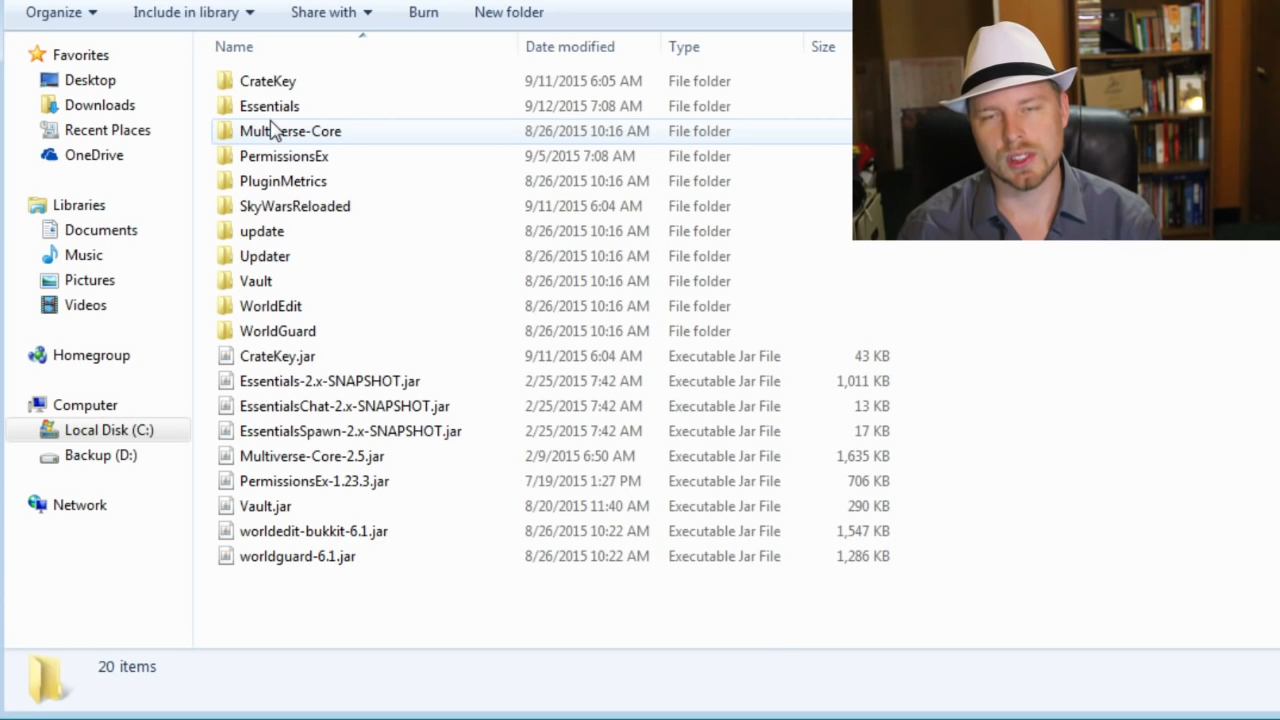 Organize Include in library Share with Burn New folder
Name Date modified Type Size
Favorites
Desktop
Downloads
Recent Places
OneDrive
Libraries
Documents
Music
Pictures
Videos
Homegroup
Computer
Local Disk (C:)
Backup (D:)
Network
CrateKey 9/11/2015 6:05 AM File folder
Essentials 9/12/2015 7:08 AM File folder
Multiverse-Core 8/26/2015 10:16 AM File folder
PermissionsEx 9/5/2015 7:08 AM File folder
PluginMetrics 8/26/2015 10:16 AM File folder
SkyWarsReloaded 9/11/2015 6:04 AM File folder
update 8/26/2015 10:16 AM File folder
Updater 8/26/2015 10:16 AM File folder
Vault 8/26/2015 10:16 AM File folder
WorldEdit 8/26/2015 10:16 AM File folder
WorldGuard 8/26/2015 10:16 AM File folder
CrateKey.jar 9/11/2015 6:04 AM Executable Jar File 43 KB
Essentials-2.x-SNAPSHOT.jar 2/25/2015 7:42 AM Executable Jar File 1,011 KB
EssentialsChat-2.x-SNAPSHOT.jar 2/25/2015 7:42 AM Executable Jar File 13 KB
EssentialsSpawn-2.x-SNAPSHOT.jar 2/25/2015 7:42 AM Executable Jar File 17 KB
Multiverse-Core-2.5.jar 2/9/2015 6:50 AM Executable Jar File 1,635 KB
PermissionsEx-1.23.3.jar 7/19/2015 1:27 PM Executable Jar File 706 KB
Vault.jar 8/20/2015 11:40 AM Executable Jar File 290 KB
worldedit-bukkit-6.1.jar 8/26/2015 10:22 AM Executable Jar File 1,547 KB
worldguard-6.1.jar 8/26/2015 10:22 AM Executable Jar File 1,286 KB
20 items